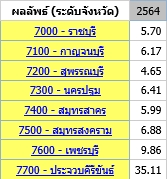 ผลลัพธ์ (ระดับจังหวัด) 2564
7000 - ราชบุรี 5.70
7100 - กาญจนบุรี 6.17
7200 - สุพรรณบุรี 4.65
7300 - นครปฐม 6.41
7400 - สมุทรสาคร 5.99
7500 - สมุทรสงคราม 6.88
7600 - เพชรบุรี 9.86
7700 - ประจวบคีรีขันธ์ 35.11